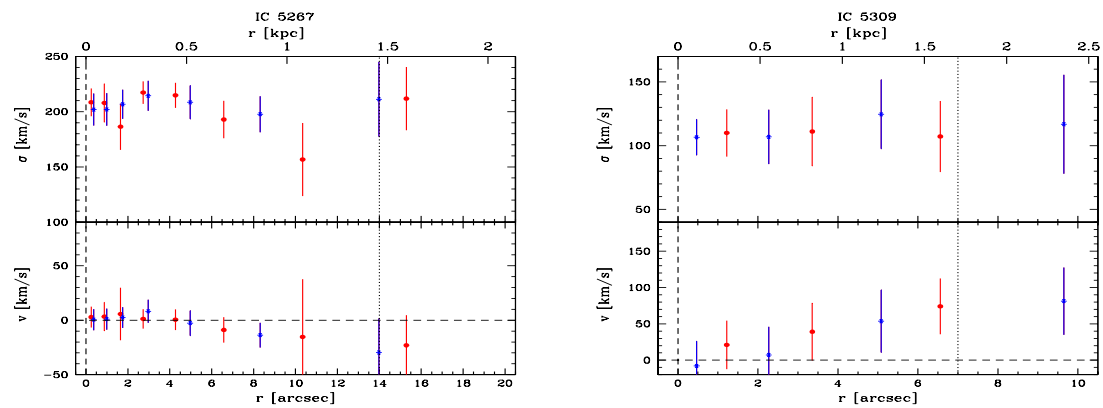 IC 5267
r [kpc]
0 0.5 1 1.5 2
250
200
150
100
σ [km/s]
50
0
−50
v [km/s]
0 2 4 6 8 10 12 14 16 18 20
r [arcsec]
IC 5309
r [kpc]
0 0.5 1 1.5 2 2.5
150
100
50
σ [km/s]
150
100
50
0
v [km/s]
0 2 4 6 8 10
r [arcsec]